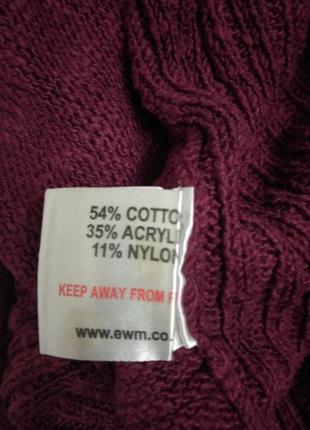 54% COTTO
35% ACRYLI
11% NYLON
KEEP AWAY FROM F
www.ewm.co.